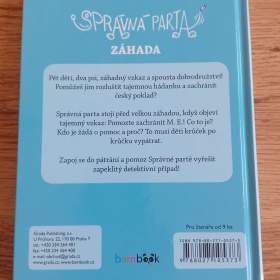 SPRÁVNÁ PARTA
ZÁHADA
Pět dětí, dva psi, záhadný vzkaz a spousta dobrodružství!
Pomůžeš jim rozluštit tajemnou hádanku a zachránit
český poklad?
Správná parta stojí před velkou záhadou, když objeví
tajemný vzkaz: Pomozte zachránit M. E.! Co to je?
Kdo je žádá o pomoc a proč? To musí děti krůček po
krůčku vypátrat.
Zapoj se do pátrání a pomoz Správné partě vyřešit
zapeklitý detektivní případ!
Grada Publishing, a.s.
U Průhonu 22, 170 00 Praha 7
www.grada.cz
bambook
Pro čtenáře od 9 let